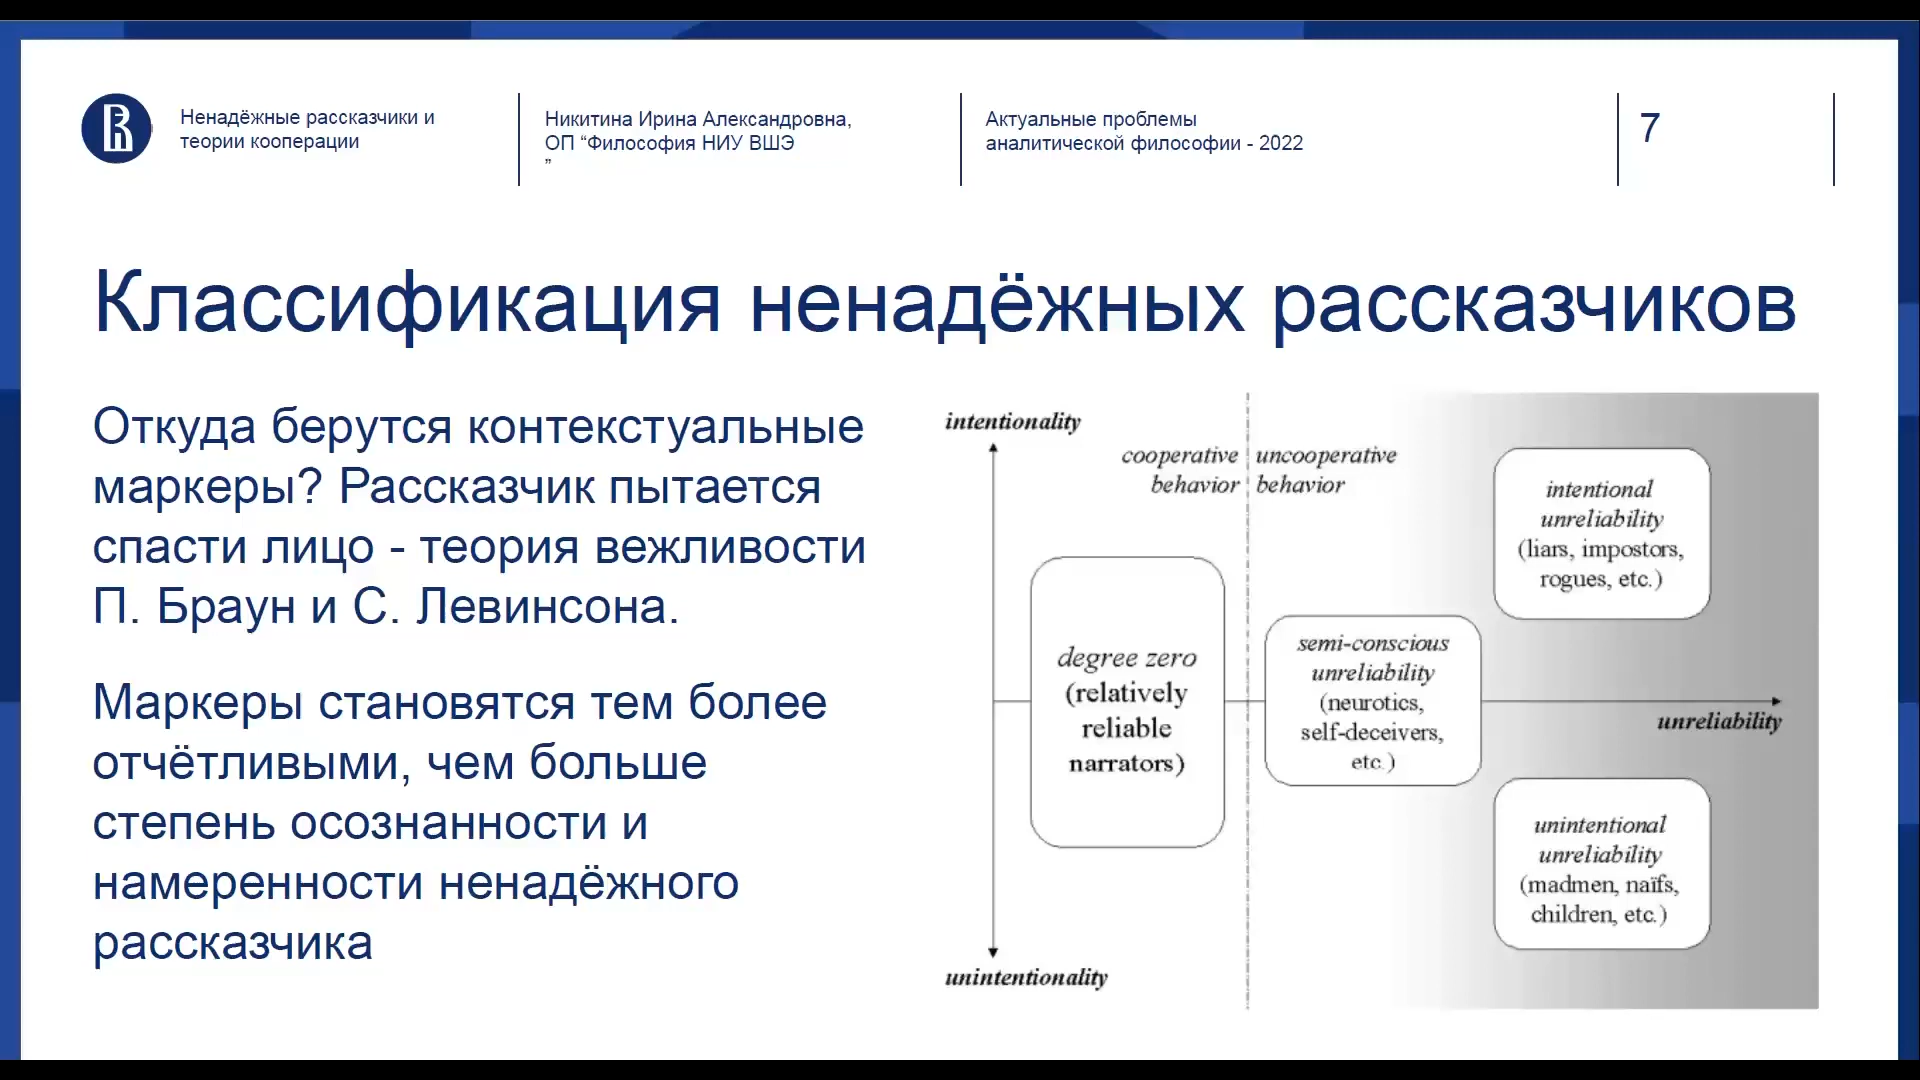 Ненадёжные рассказчики и
теории кооперации
Никитина Ирина Александровна,
ОП “Философия НИУ ВШЭ
”
Актуальные проблемы
аналитической философии - 2022
7
Классификация ненадёжных рассказчиков
Откуда берутся контекстуальные
маркеры? Рассказчик пытается
спасти лицо - теория вежливости
П. Браун и С. Левинсона.
Маркеры становятся тем более
отчётливыми, чем больше
степень осознанности и
намеренности ненадёжного
рассказчика
intentionality
cooperative
behavior
uncooperative
behavior
intentional
unreliability
(liars, impostors,
rogues, etc.)
degree zero
(relatively
reliable
narrators)
semi-conscious
unreliability
(neurotics,
self-deceivers,
etc.)
unreliability
unintentional
unreliability
(madmen, naïfs,
children, etc.)
unintentionality